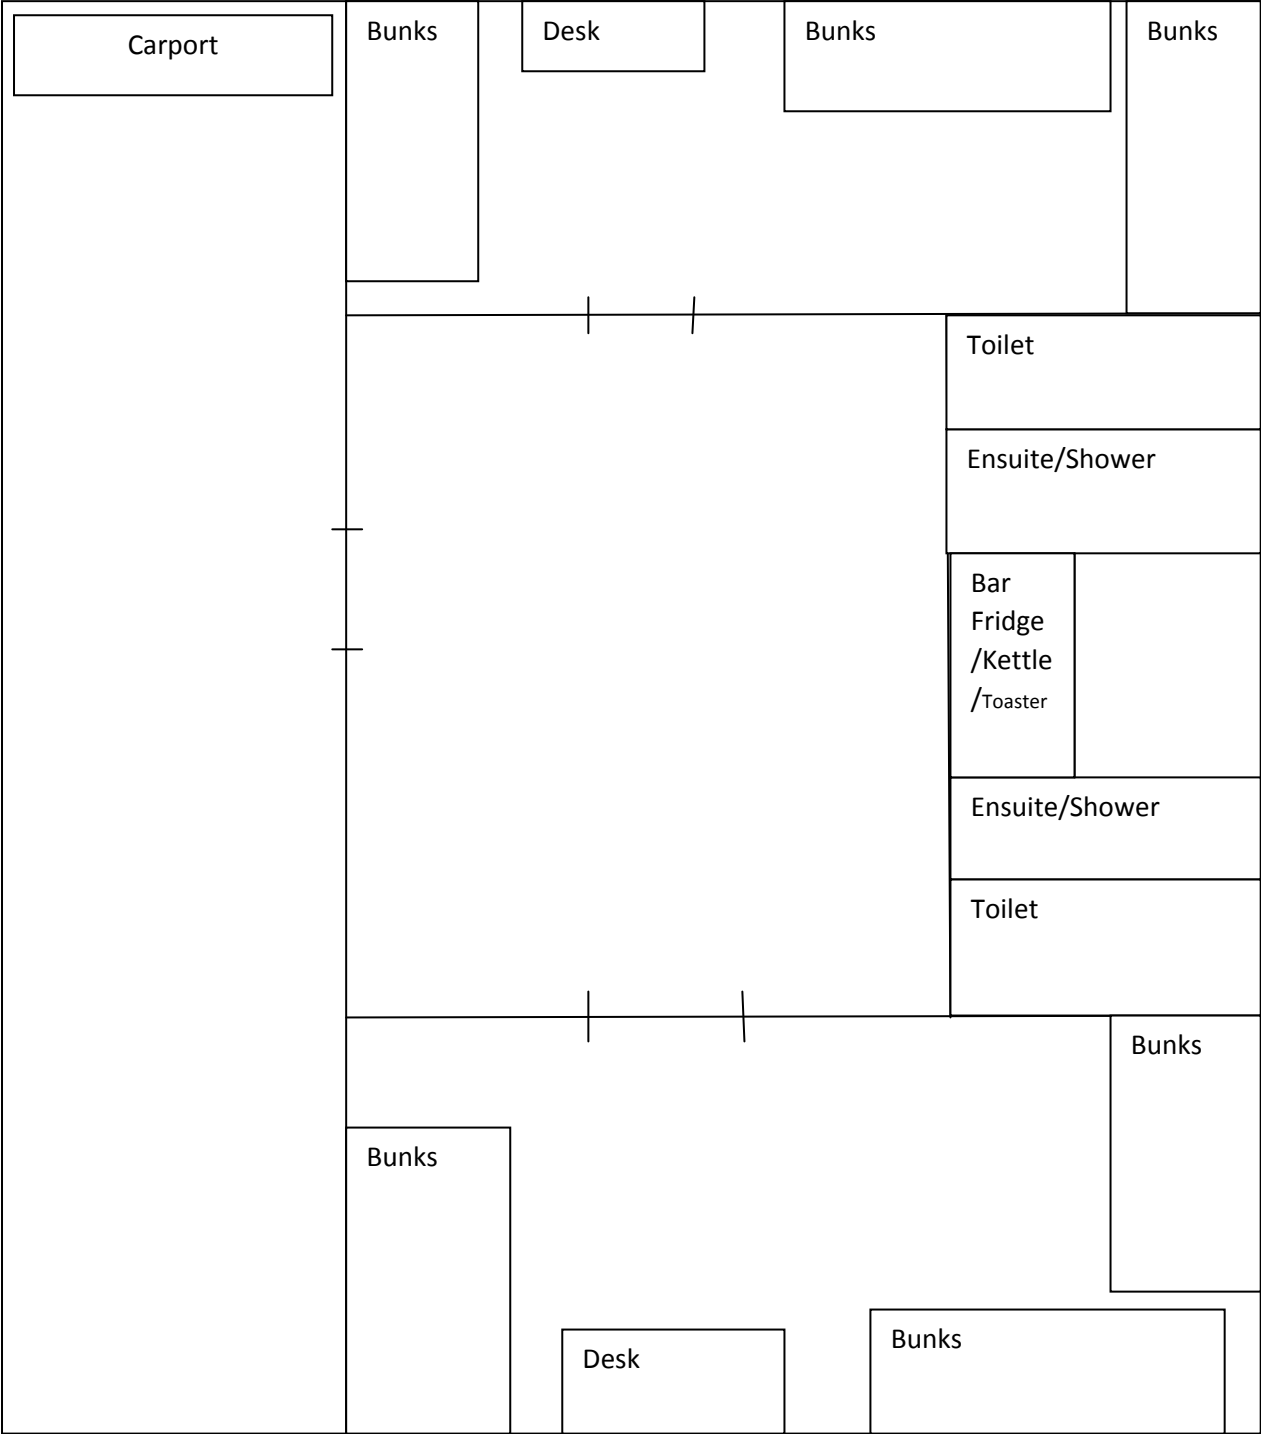 Carport
Bunks
Desk
Bunks
Bunks
Toilet
Ensuite/Shower
Bar
Fridge
/Kettle
/Toaster
Ensuite/Shower
Toilet
Bunks
Bunks
Desk
Bunks